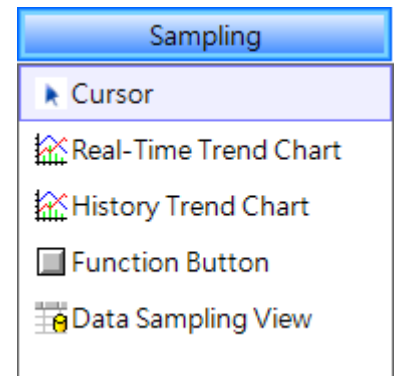 Sampling
Cursor
Real-Time Trend Chart
History Trend Chart
Function Button
Data Sampling View